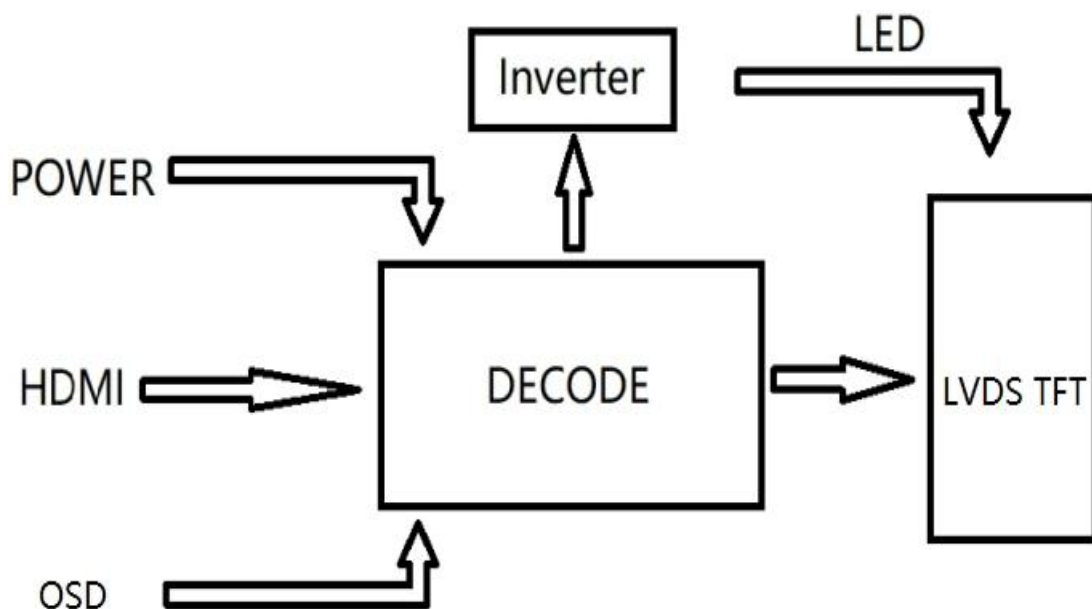 LED
Inverter
POWER
HDMI
DECODE
LVDS TFT
OSD